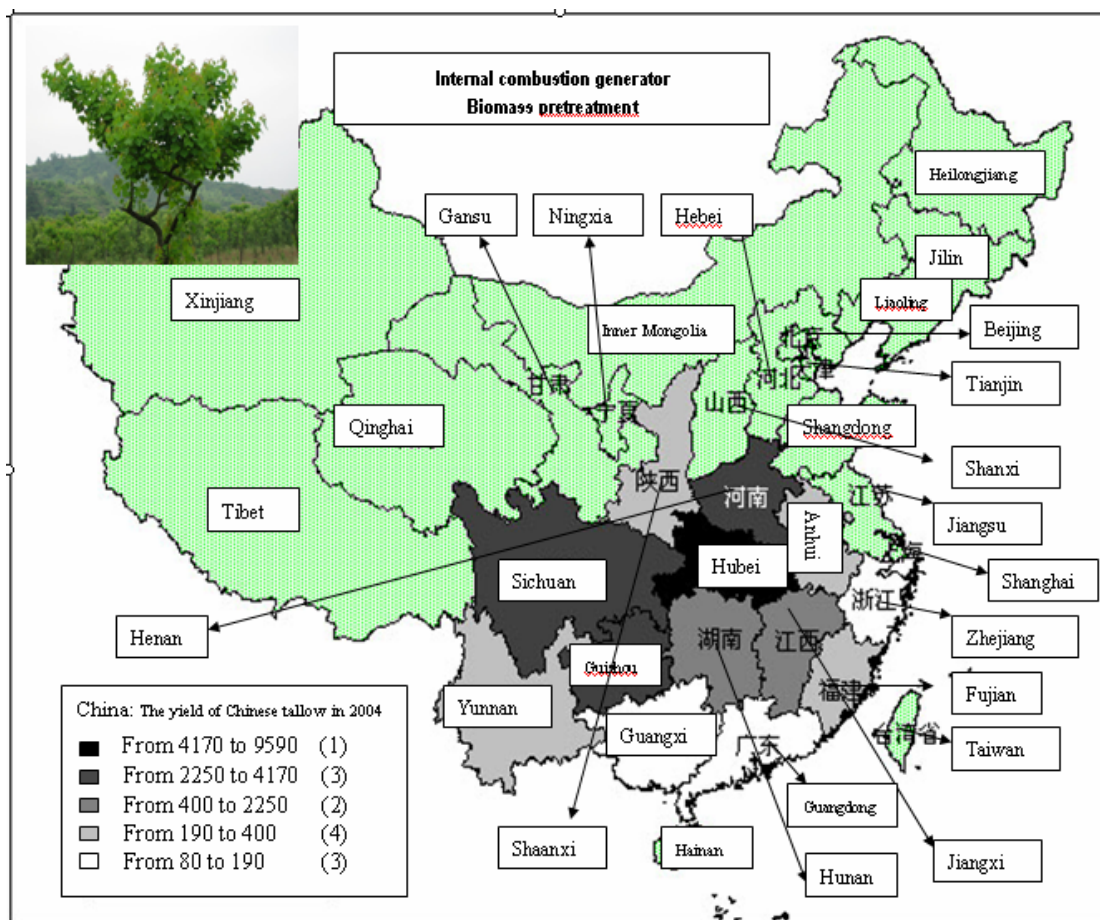 Internal combustion generator
Biomass pretreatment
Heilongjiang
Gansu
Ningxia
Hebei
Jilin
Xinjiang
Liaoling
Inner Mongolia
Beijing
北京
天津
Tianjin
甘肃
河北
宁夏
山西
Qinghai
Shangdong
Shanxi
陕西
河南
江苏
Tibet
Anhui
Jiangsu
Hubei
Sichuan
Shanghai
浙江
Henan
Zhejiang
湖南
江西
Guizhou
福建
Fujian
Yunnan
Guangxi
广东
台湾省
Taiwan
Guangdong
Shaanxi
Hainan
Jiangxi
Hunan
China: The yield of Chinese tallow in 2004
From 4170 to 9590 (1)
From 2250 to 4170 (3)
From 400 to 2250 (2)
From 190 to 400 (4)
From 80 to 190 (3)